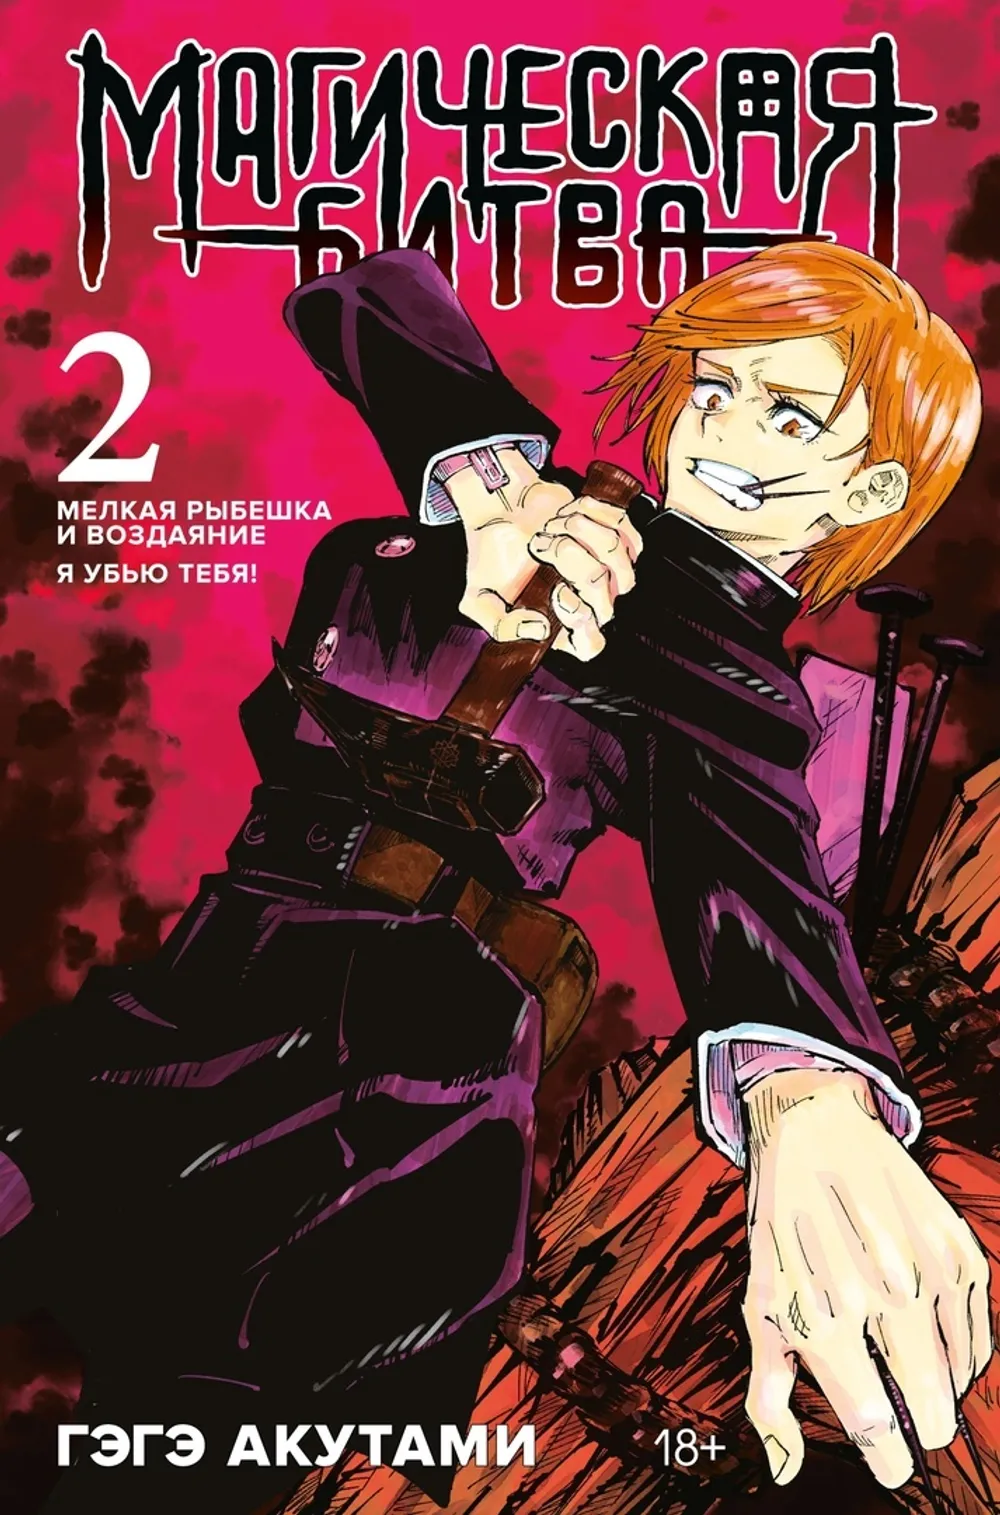 МАГИЧЕСКАЯ
БИТВА
2
МЕЛКАЯ РЫБЕШКА
И ВОЗДАЯНИЕ
Я УБЬЮ ТЕБЯ!
ГЭГЭ АКУТАМИ
18+